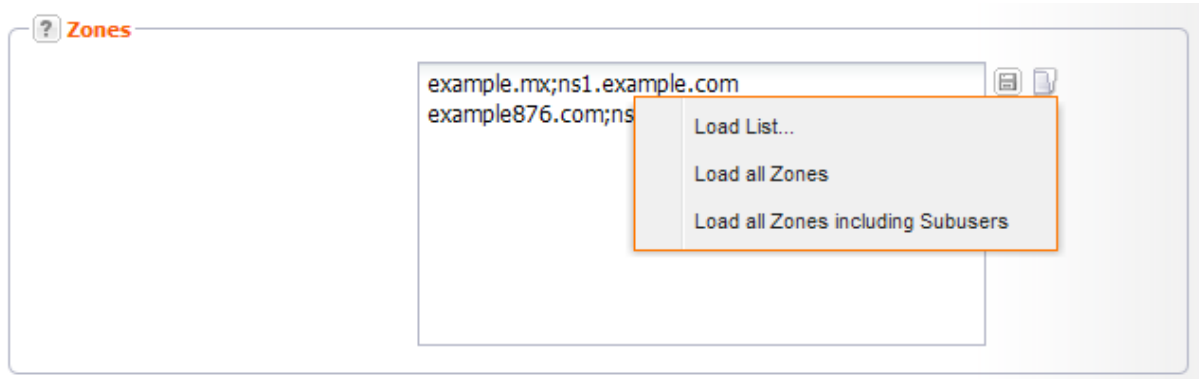 ? Zones
example.mx;ns1.example.com
example876.com;ns
Load List...
Load all Zones
Load all Zones including Subusers